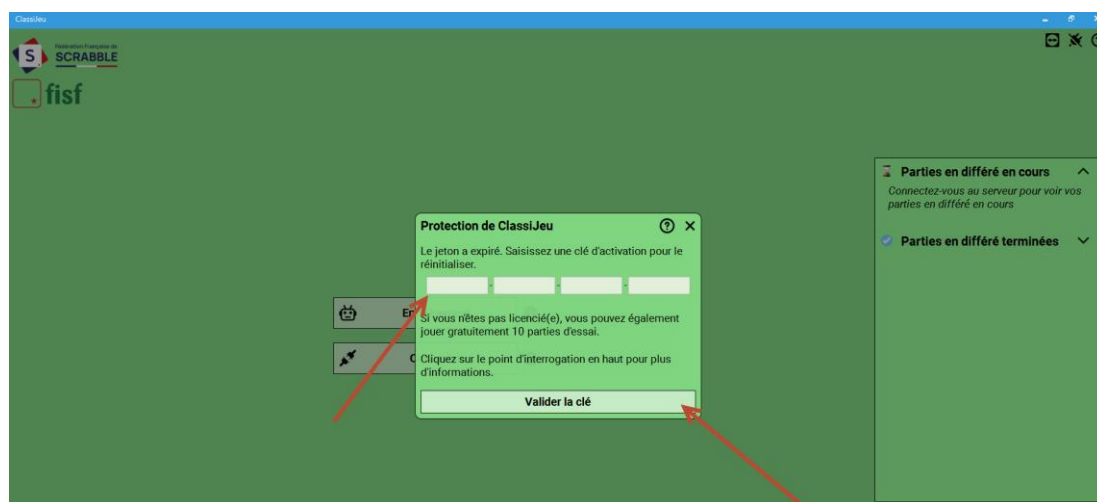 ClassiJeu
Fédération Française de
SCRABBLE
S
fisf
Parties en différé en cours
Connectez-vous au serveur pour voir vos
parties en différé en cours
Parties en différé terminées
Protection de ClassiJeu
Le jeton a expiré. Saisissez une clé d'activation pour le
réinitialiser.
- - -
En
Si vous n'êtes pas licencié(e), vous pouvez également
jouer gratuitement 10 parties d'essai.
C
Cliquez sur le point d'interrogation en haut pour plus
d'informations.
Valider la clé